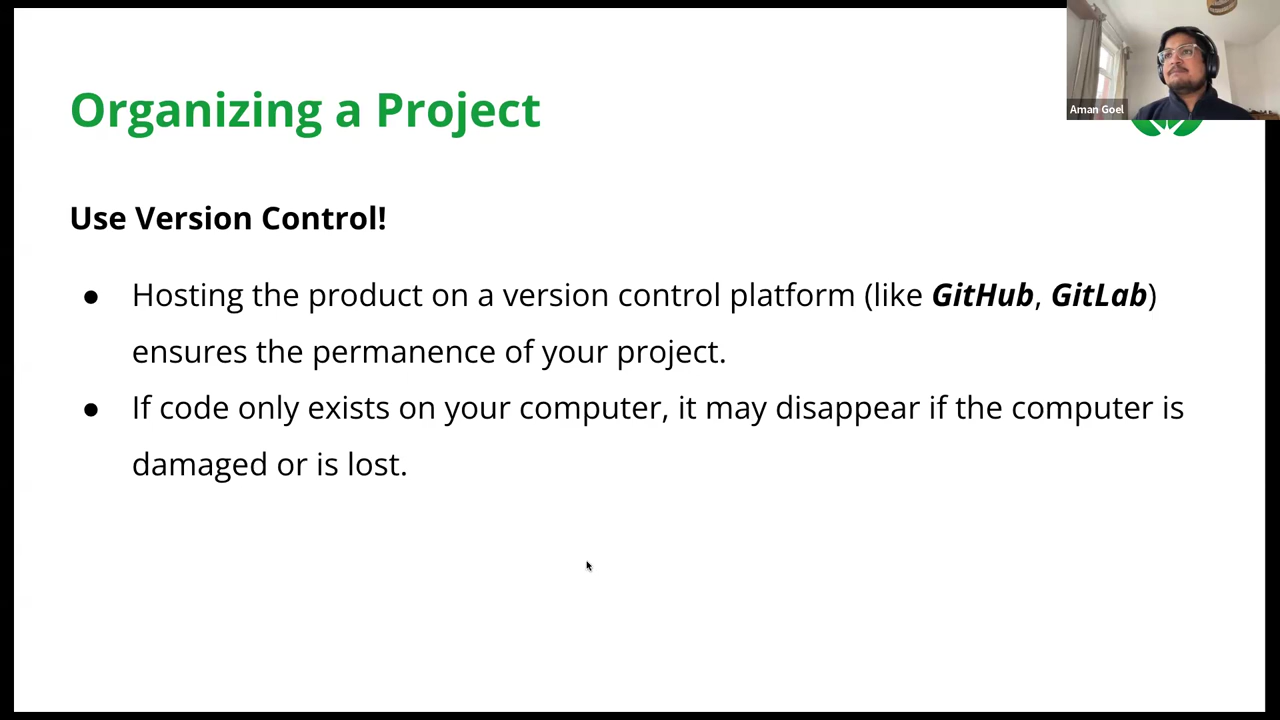 Organizing a Project
Aman Goel
Use Version Control!
● Hosting the product on a version control platform (like GitHub, GitLab)
ensures the permanence of your project.
● If code only exists on your computer, it may disappear if the computer is
damaged or is lost.